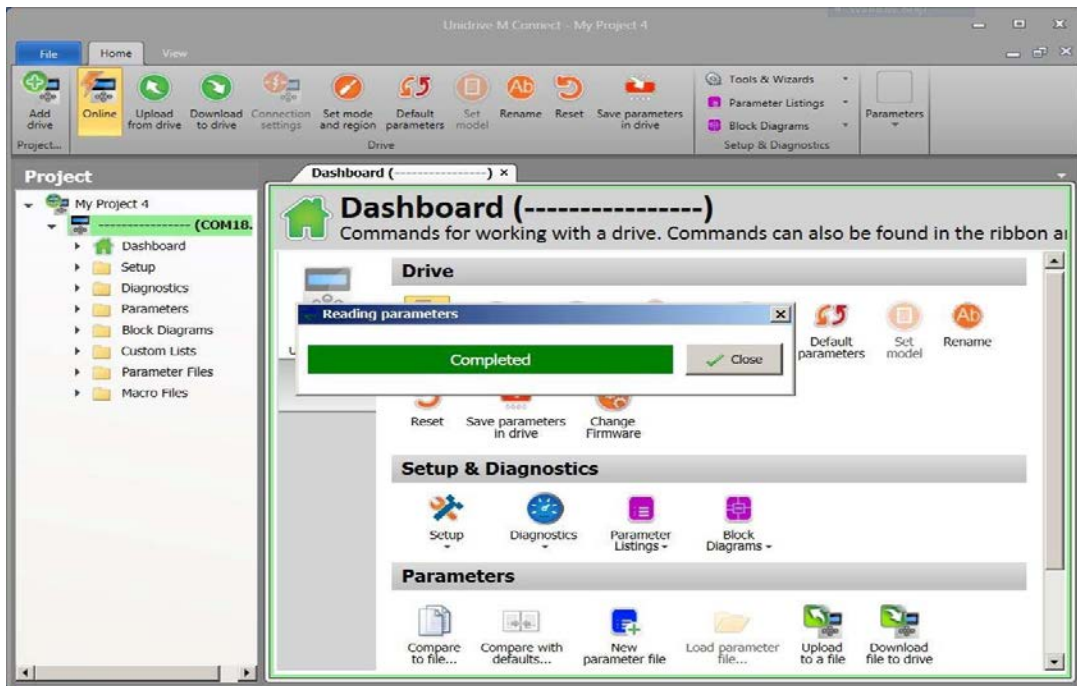 Unidrive M Connect - My Project 4
File
Home
View
Add
drive
Online
Upload
from drive
Download
to drive
Connection
settings
Set mode
and region
Default
parameters
Set
model
Rename
Reset
Save parameters
in drive
Tools & Wizards
Parameter Listings
Block Diagrams
Parameters
Project...
Drive
Setup & Diagnostics
Project
My Project 4
---------------- (COM18.
Dashboard
Setup
Diagnostics
Parameters
Block Diagrams
Custom Lists
Parameter Files
Macro Files
Dashboard (----------------) ×
Dashboard (----------------)
Commands for working with a drive. Commands can also be found in the ribbon an
Drive
Reading parameters
Completed
Close
Default
parameters
Set
model
Ab
Rename
Reset
Save parameters
in drive
Change
Firmware
Setup & Diagnostics
Setup
Diagnostics
Parameter
Listings
Block
Diagrams
Parameters
Compare
to file...
Compare with
defaults...
New
parameter file
Load parameter
file...
Upload
to a file
Download
file to drive